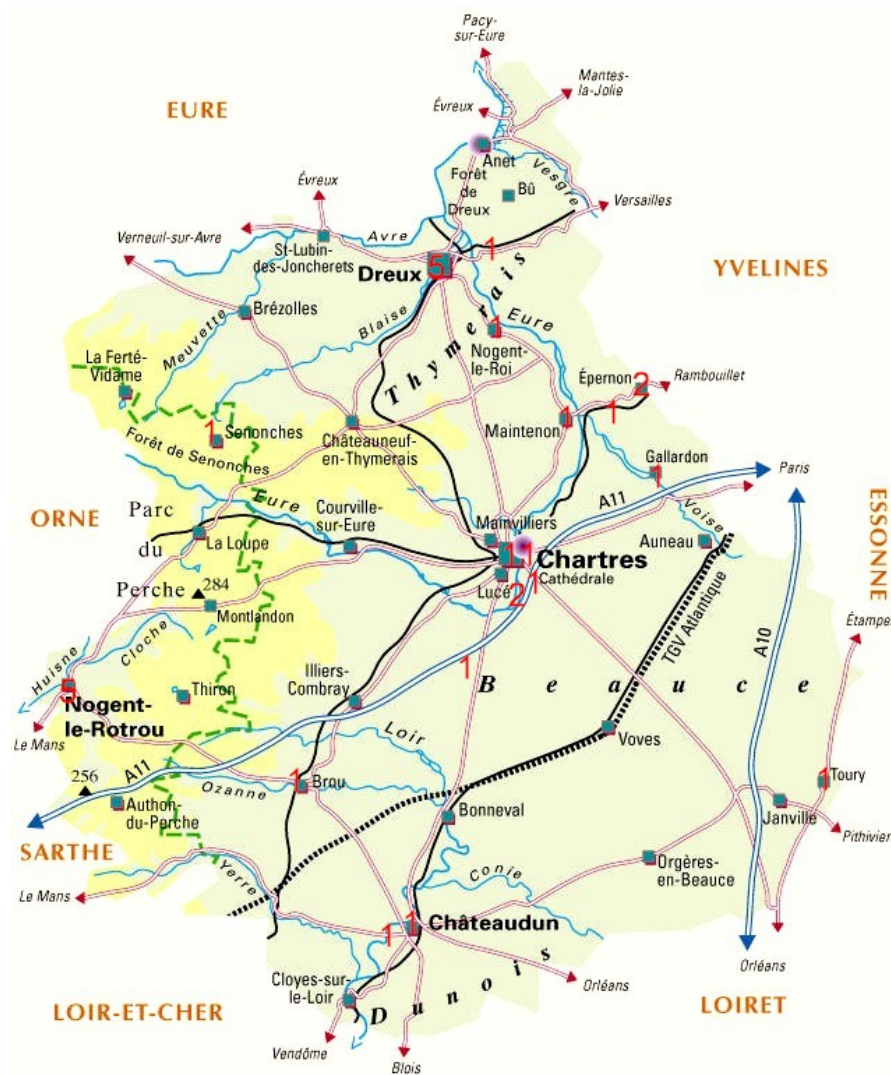 Pacy-
sur-Eure
Mantes-
la-Jolie
EURE
Évreux
Anet
Vesgre
Forêt
de
Dreux
Bû
Évreux
Versailles
Avre
Verneuil-sur-Avre
St-Lubin-
des-Joncherets
1
Dreux
5
YVELINES
Brézolles
Blaise
Eure
1
Meuvette
Nogent-
le-Roi
Thymerais
La Ferté-
Vidame
Épernon
2
Rambouillet
1
1
1
Senonches
Maintenon
Châteauneuf-
en-Thymerais
Forêt de Senonches
Gallardon
1
Paris
A11
Eure
Courville-
sur-Eure
Voise
ORNE
Parc
du
Perche
Mainvilliers
ESSONNE
La Loupe
Auneau
11
Chartres
Cathédrale
1
Lucé
2
284
Montlandon
TGV Atlantique
Étampes
Cloche
A10
Huisne
1
Illiers-
Combray
Beauce
5
Thiron
Nogent-
le-Rotrou
Le Mans
Loir
Voves
256
A11
Ozanne
1
Brou
1
Toury
Authon-
du-Perche
Bonneval
Janville
Pithiviers
SARTHE
Orgères-
en-Beauce
Yerre
Conie
Le Mans
1
1
Châteaudun
Orléans
Cloyes-sur-
le-Loir
Dunois
Orléans
LOIR-ET-CHER
LOIRET
Vendôme
Blois